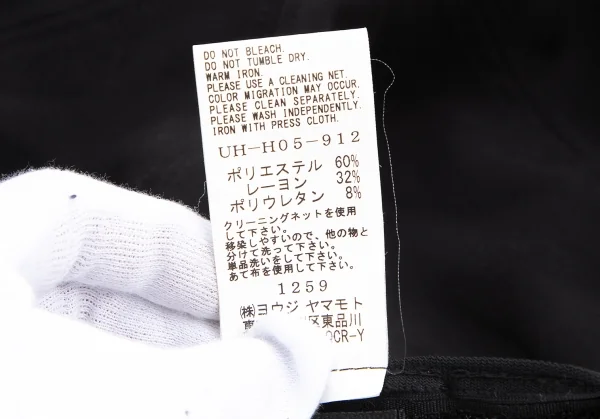 DO NOT BLEACH.
DO NOT TUMBLE DRY.
WARM IRON.
PLEASE USE A CLEANING NET.
COLOR MIGRATION MAY OCCUR.
PLEASE CLEAN SEPARATELY.
PLEASE WASH INDEPENDENTLY.
IRON WITH PRESS CLOTH.
UH-H05-912
ポリエステル 60%
レーヨン 32%
ポリウレタン 8%
クリーニングネットを使用
して下さい。
移染しやすいので、他の物と
分けて洗って下さい。
単品洗いをして下さい。
あて布を使用して下さい。
1259
㈱ヨウジ ヤマモト
区東品川
CR-Y